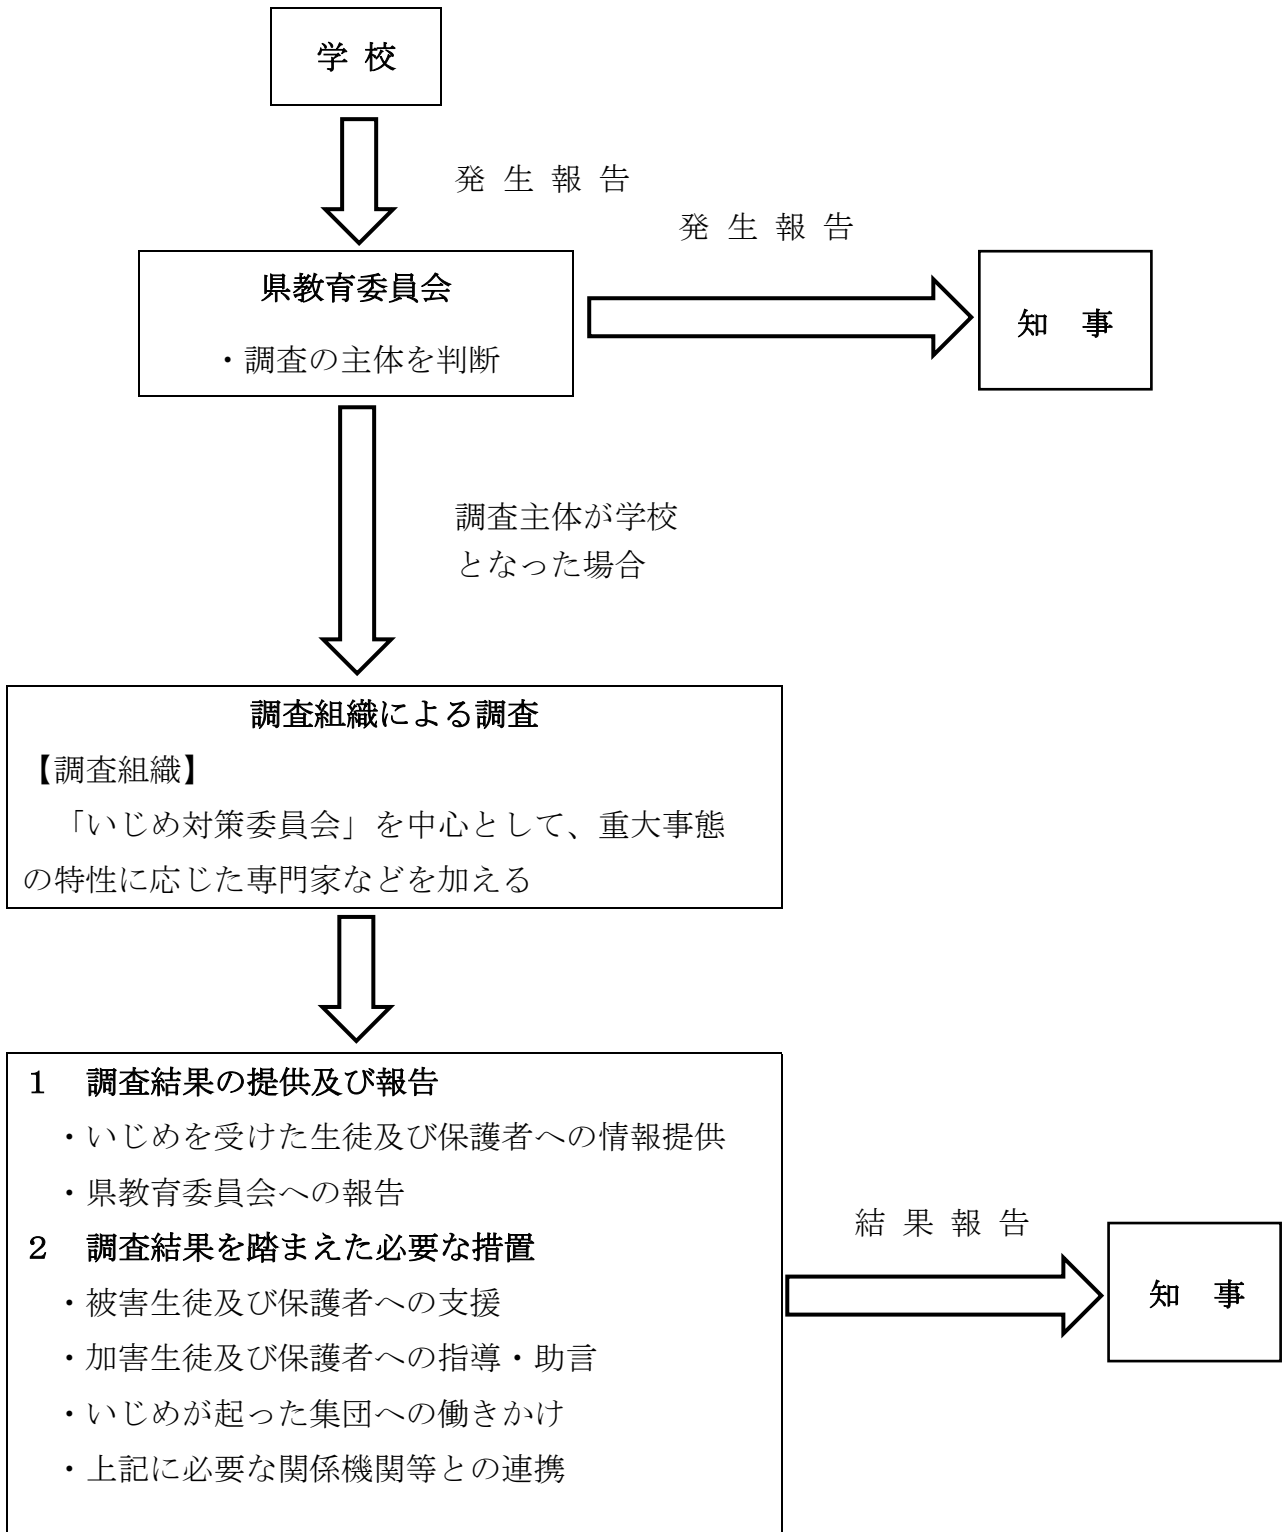 学 校
発 生 報 告
発 生 報 告
県教育委員会
・調査の主体を判断
知 事
調査主体が学校
となった場合
調査組織による調査
【調査組織】
「いじめ対策委員会」を中心として、重大事態
の特性に応じた専門家などを加える
１ 調査結果の提供及び報告
・いじめを受けた生徒及び保護者への情報提供
・県教育委員会への報告
２ 調査結果を踏まえた必要な措置
・被害生徒及び保護者への支援
・加害生徒及び保護者への指導・助言
・いじめが起った集団への働きかけ
・上記に必要な関係機関等との連携
結 果 報 告
知 事